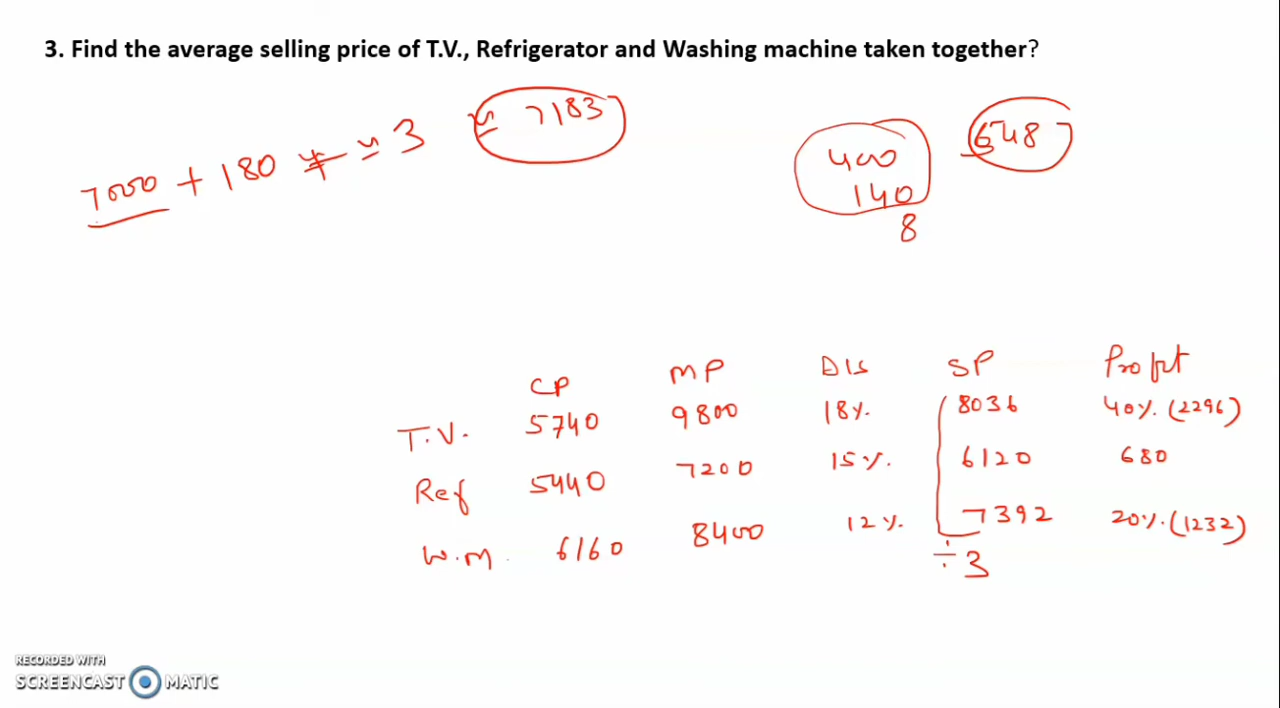 3. Find the average selling price of T.V., Refrigerator and Washing machine taken together?
7000 + 180 ≃ 3 ≃ 7183
400
140
8
548
CP MP DIS SP Profit
T.V. 5740 9800 18%. 8036 40%. (2296)
Ref 5440 7200 15%. 6120 680
W.M. 6160 8400 12%. 7392 20%. (1232)
÷ 3
RECORDED WITH
SCREENCAST MATIC